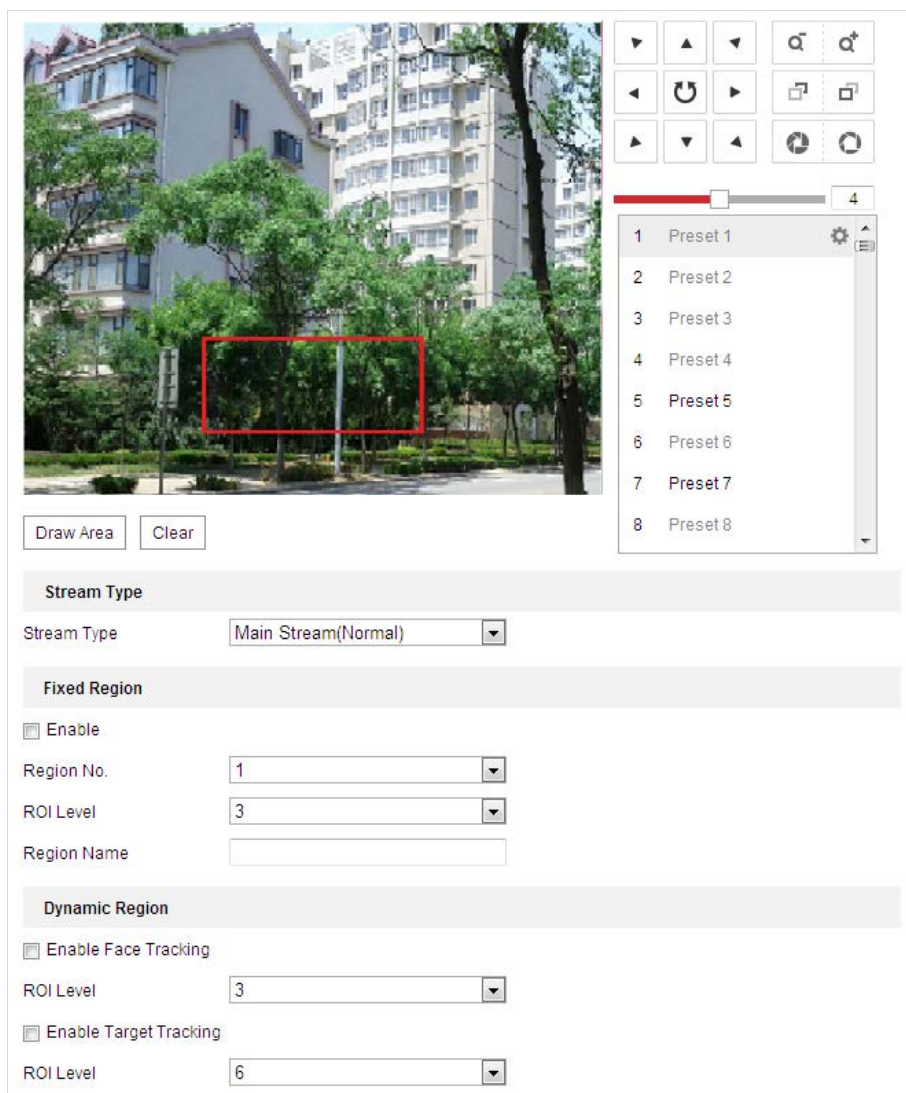 4
1 Preset 1
2 Preset 2
3 Preset 3
4 Preset 4
5 Preset 5
6 Preset 6
7 Preset 7
8 Preset 8
Draw Area Clear
Stream Type
Stream Type Main Stream(Normal)
Fixed Region
Enable
Region No. 1
ROI Level 3
Region Name
Dynamic Region
Enable Face Tracking
ROI Level 3
Enable Target Tracking
ROI Level 6